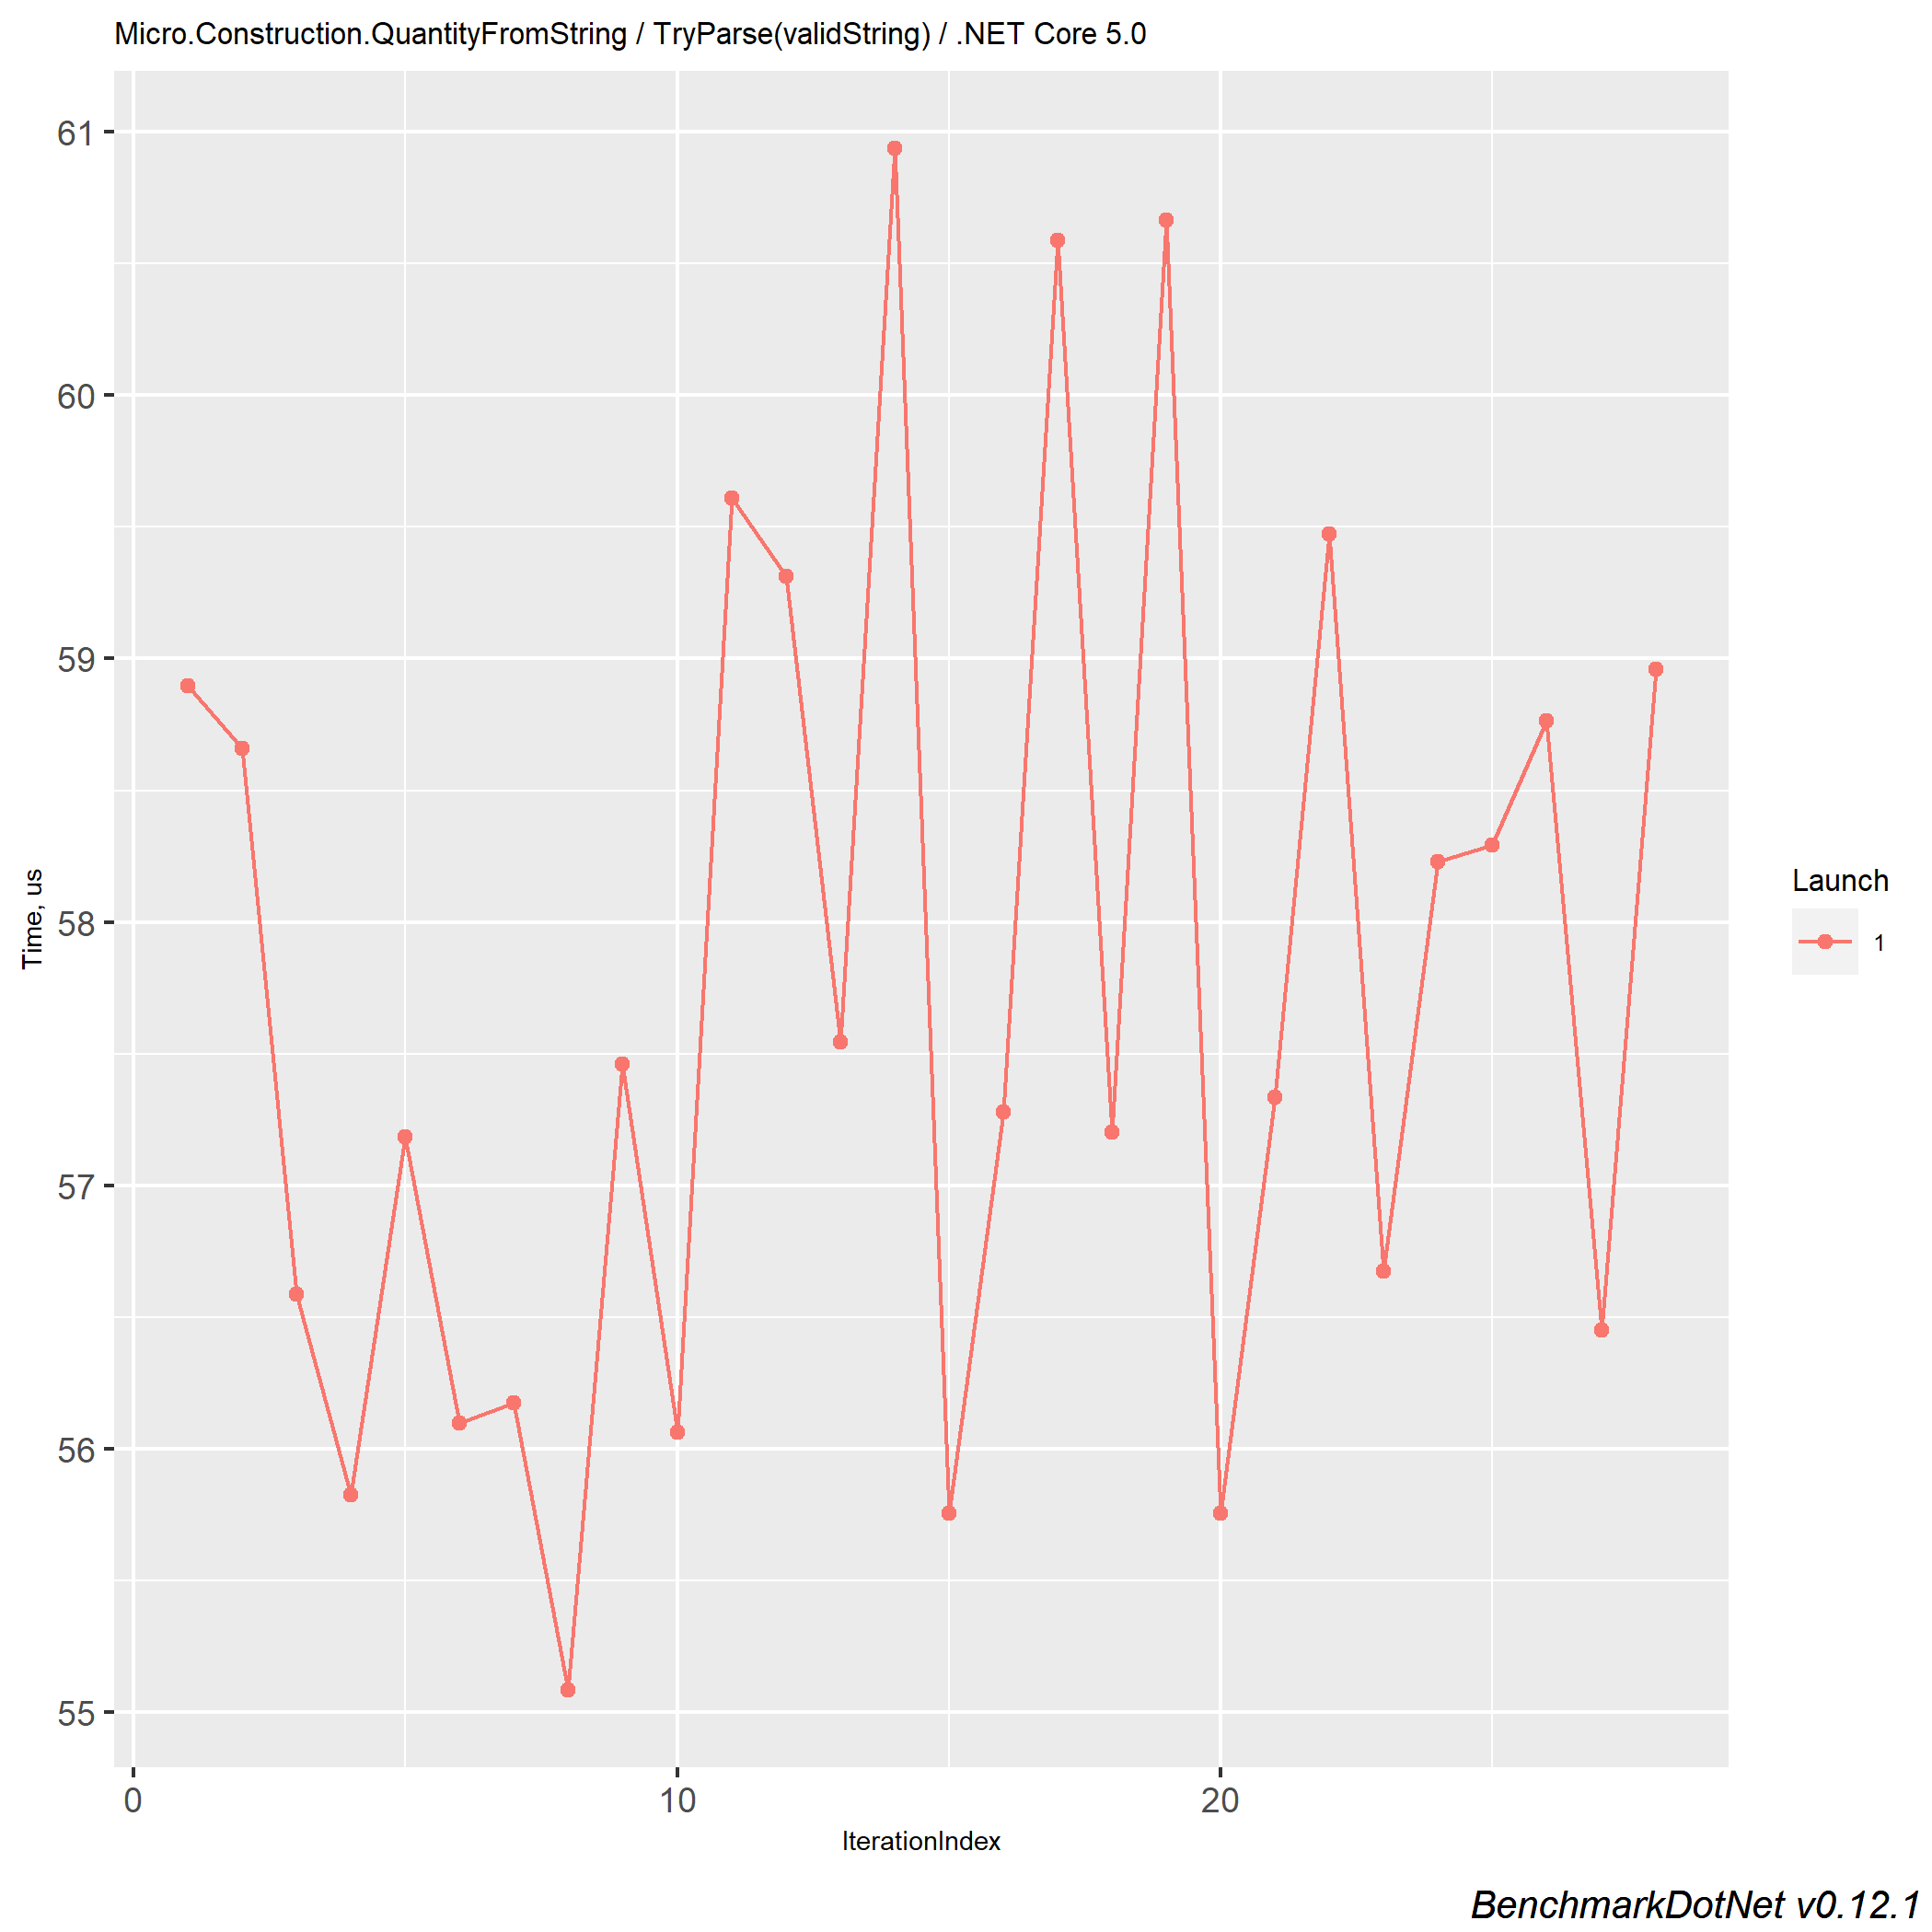 Micro.Construction.QuantityFromString / TryParse(validString) / .NET Core 5.0
61
60
59
58
57
56
55
Time, us
0 10 20
IterationIndex
Launch
1
BenchmarkDotNet v0.12.1